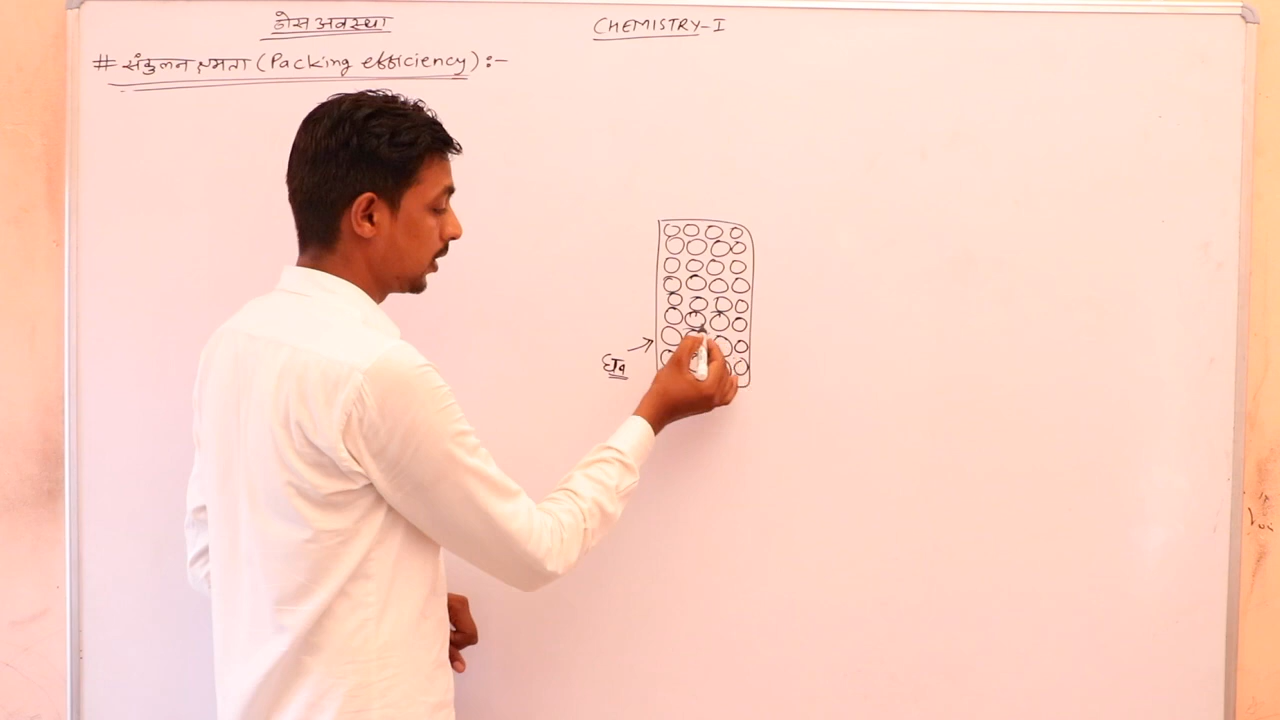 ठोस अवस्था
CHEMISTRY-I
# संकुलन क्षमता (Packing efficiency) :-